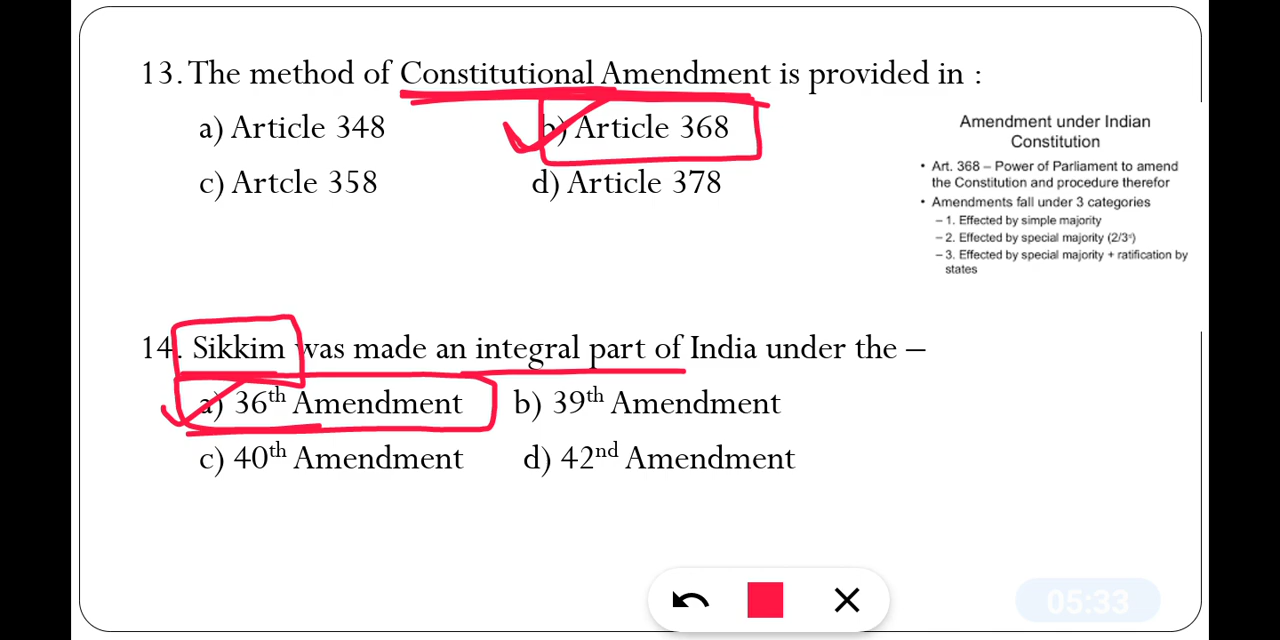 13. The method of Constitutional Amendment is provided in :
a) Article 348 b) Article 368
c) Artcle 358 d) Article 378
Amendment under Indian
Constitution
• Art. 368 – Power of Parliament to amend
the Constitution and procedure therefor
• Amendments fall under 3 categories
– 1. Effected by simple majority
– 2. Effected by special majority (2/3rd)
– 3. Effected by special majority + ratification by
states
14. Sikkim was made an integral part of India under the –
a) 36th Amendment b) 39th Amendment
c) 40th Amendment d) 42nd Amendment
05:33